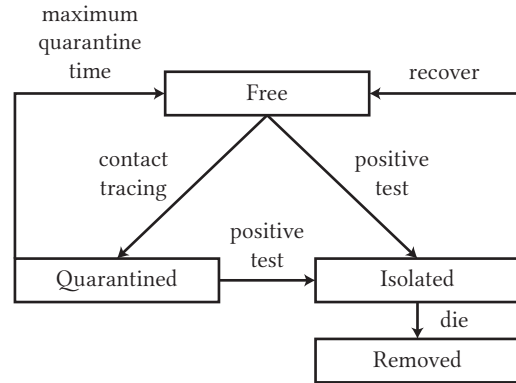 maximum
quarantine
time
recover
Free
contact
tracing
positive
test
positive
test
Quarantined
Isolated
die
Removed